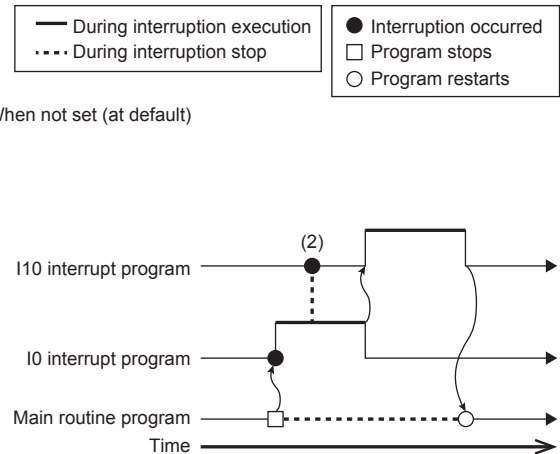 During interruption execution
During interruption stop
Interruption occurred
Program stops
Program restarts
hen not set (at default)
(2)
I10 interrupt program
I0 interrupt program
Main routine program
Time